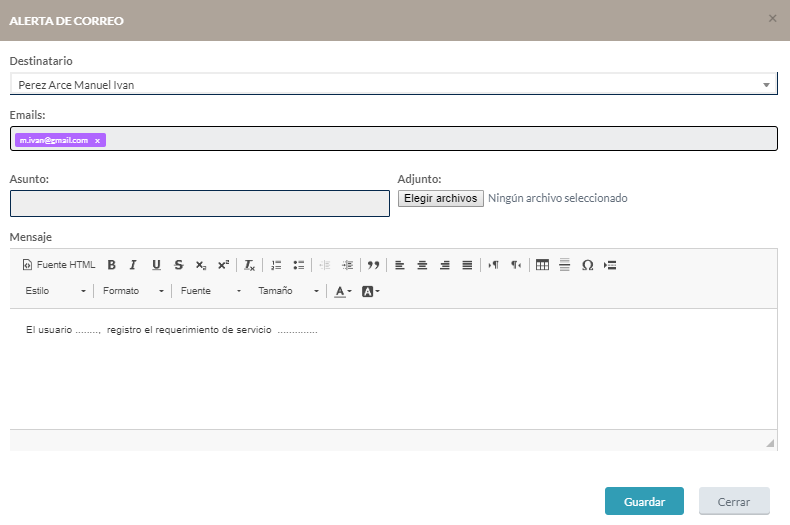 ALERTA DE CORREO ×
Destinatario
Perez Arce Manuel Ivan
Emails:
m.ivan@gmail.com x
Asunto: Adjunto:
Elegir archivos Ningún archivo seleccionado
Mensaje
Fuente HTML B I U S x₂ x² Tx
Estilo Formato Fuente Tamaño A A
El usuario ........, registro el requerimiento de servicio ..............
Guardar Cerrar